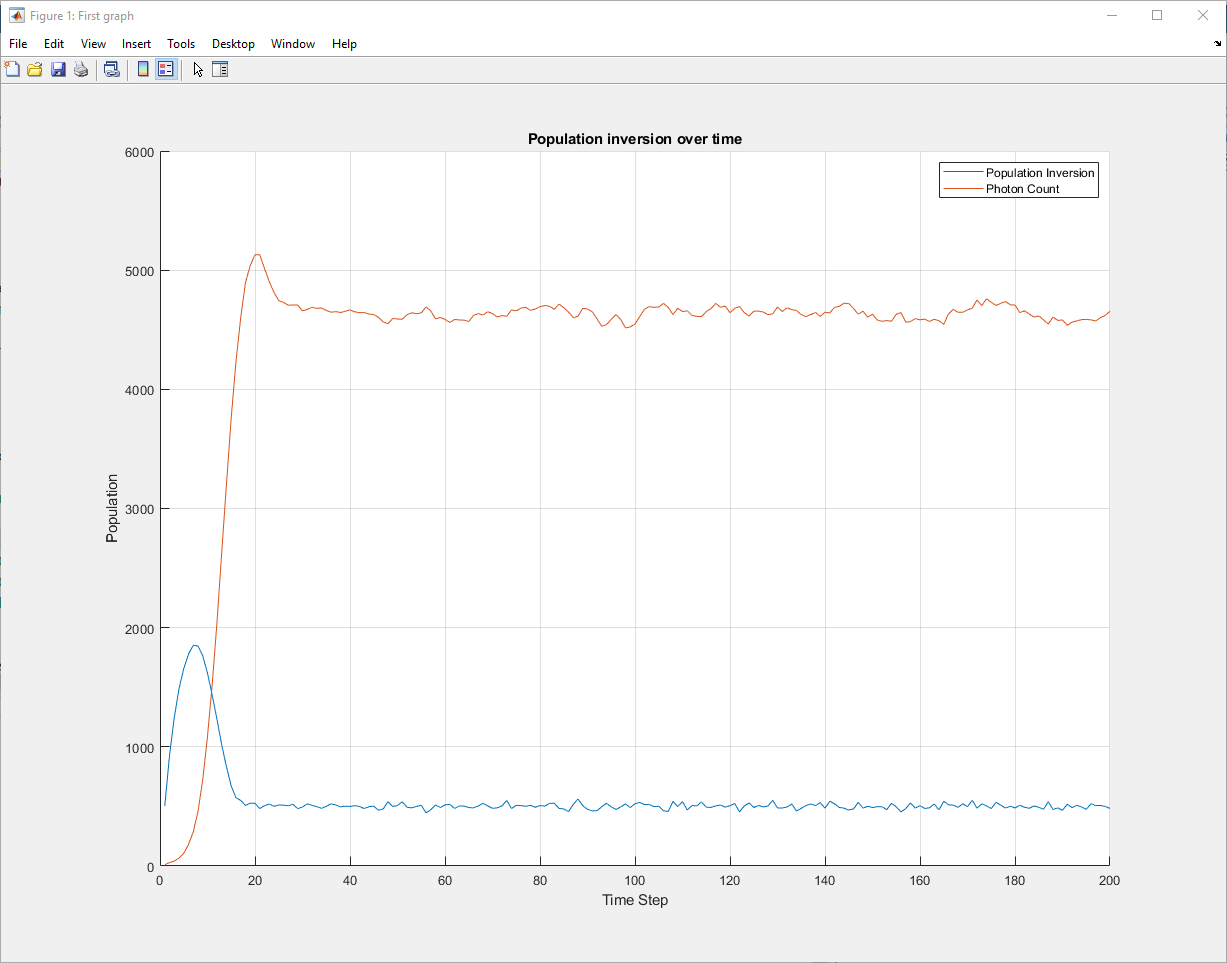 Figure 1: First graph
File Edit View Insert Tools Desktop Window Help
Population inversion over time
Population Inversion
Photon Count
6000
5000
4000
3000
2000
1000
0
Population
0 20 40 60 80 100 120 140 160 180 200
Time Step